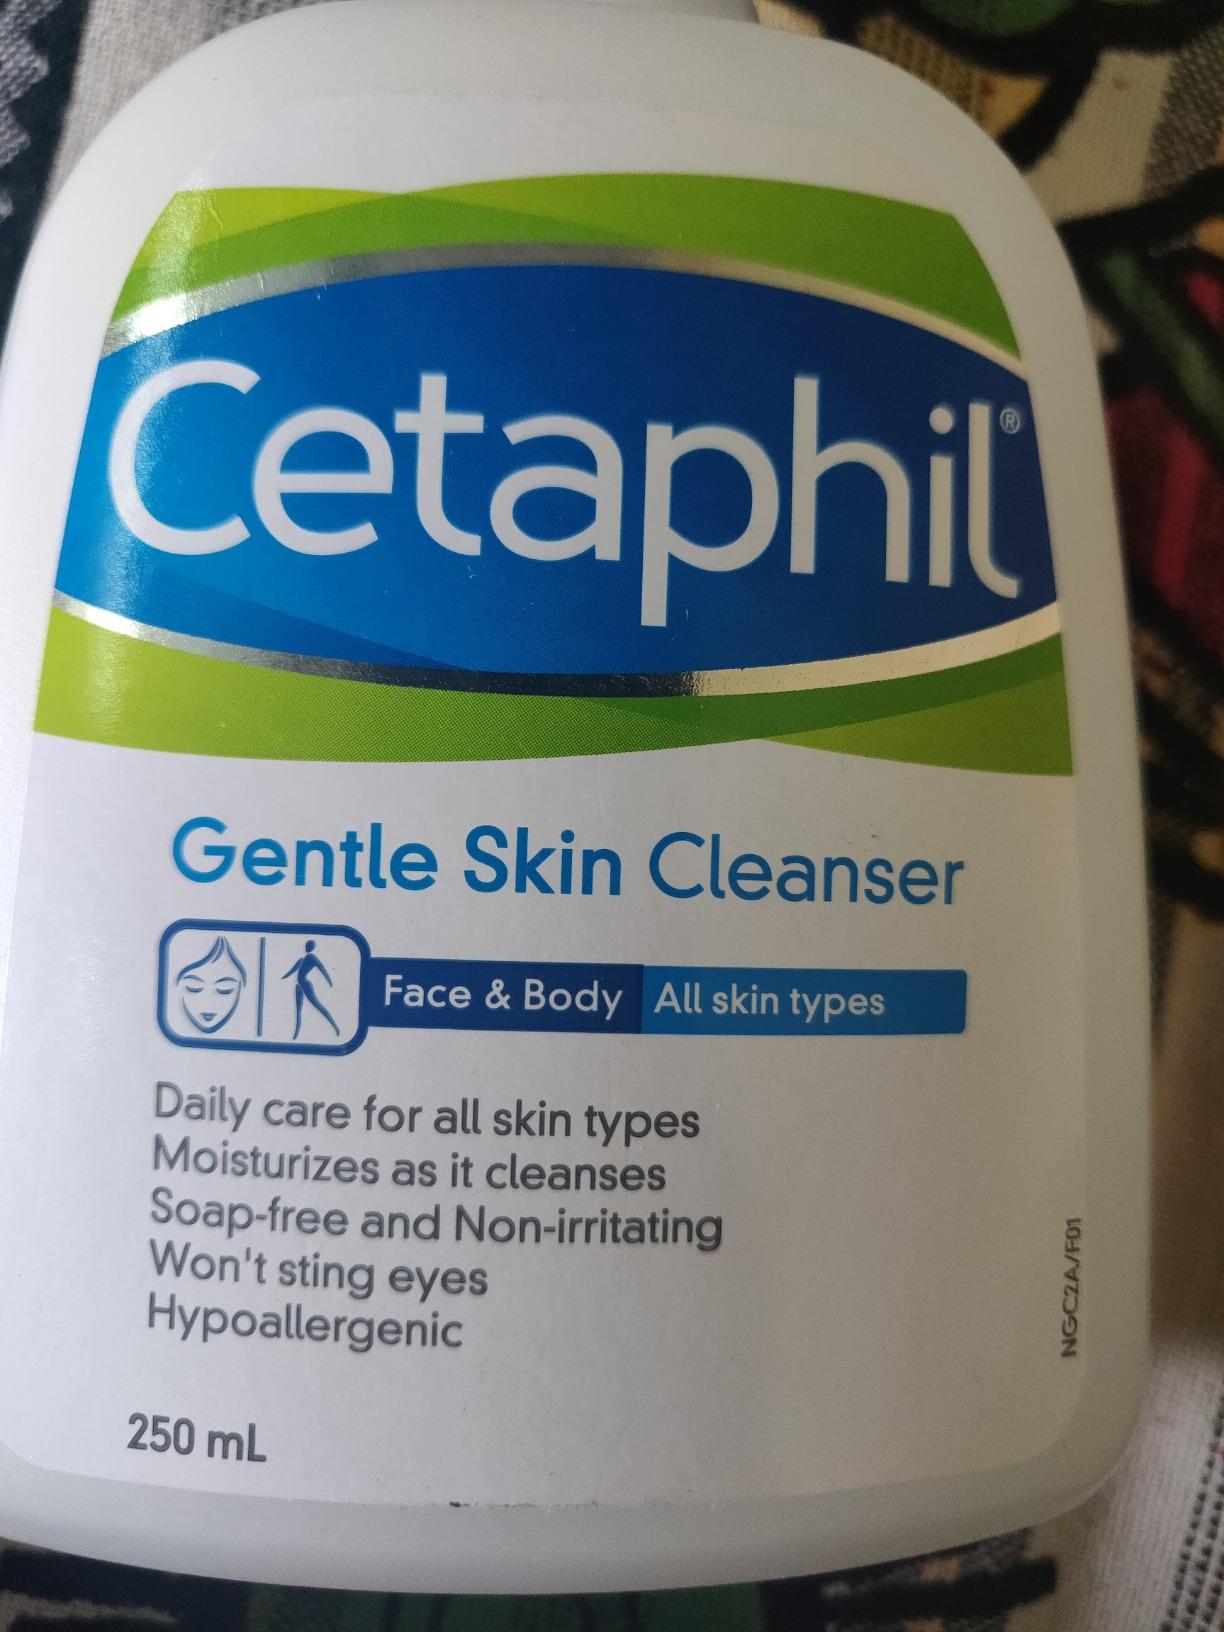 Cetaphil®
Gentle Skin Cleanser
Face & Body All skin types
Daily care for all skin types
Moisturizes as it cleanses
Soap-free and Non-irritating
Won't sting eyes
Hypoallergenic
250 mL
NGC2A/F01